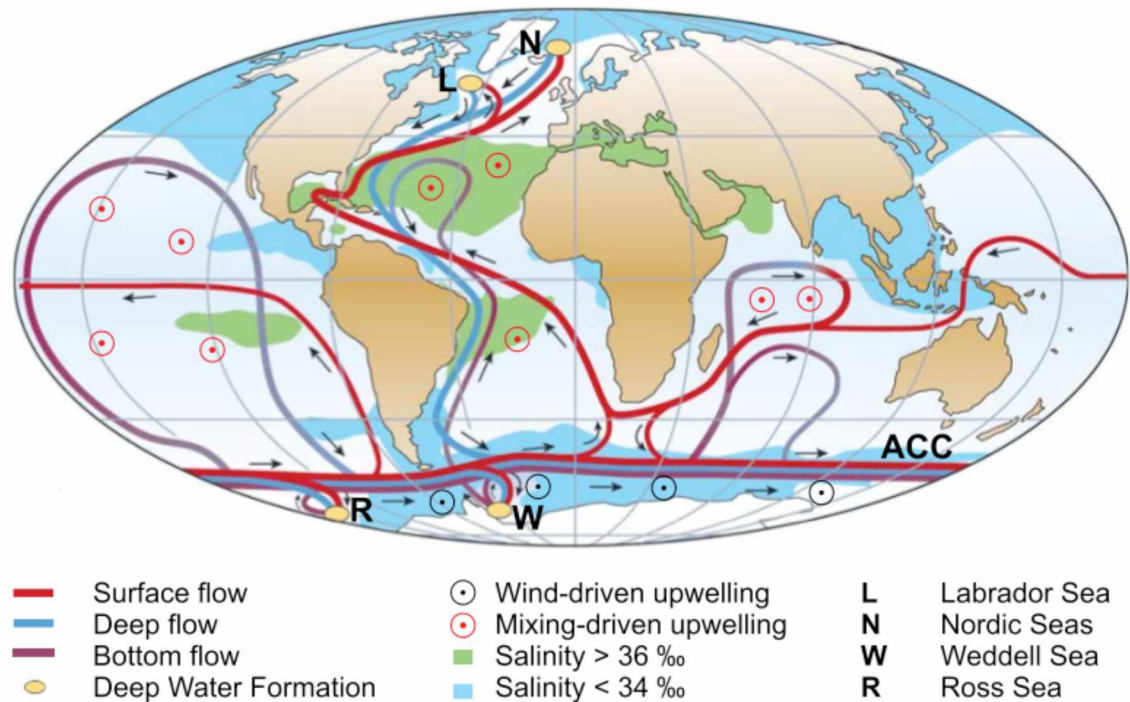 N
L
ACC
R
W
Surface flow
Deep flow
Bottom flow
Deep Water Formation
Wind-driven upwelling
Mixing-driven upwelling
Salinity > 36 ‰
Salinity < 34 ‰
L Labrador Sea
N Nordic Seas
W Weddell Sea
R Ross Sea